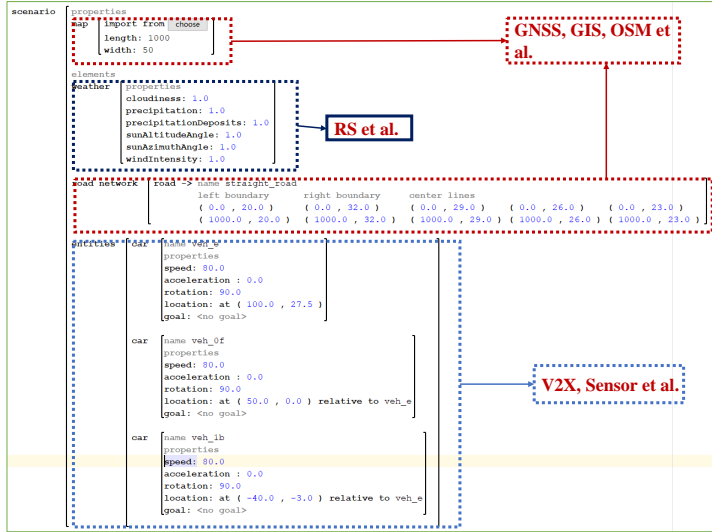 scenario
properties
map import from choose
length: 1000
width: 50
GNSS, GIS, OSM et al.
elements
weather properties
cloudiness: 1.0
precipitation: 1.0
precipitationDeposits: 1.0
sunAltitudeAngle: 1.0
sunAzimuthAngle: 1.0
windIntensity: 1.0
RS et al.
road network road -> name straight_road
left boundary right boundary center lines
( 0.0 , 20.0 ) ( 0.0 , 32.0 ) ( 0.0 , 29.0 ) ( 0.0 , 26.0 ) ( 0.0 , 23.0 )
( 1000.0 , 20.0 ) ( 1000.0 , 32.0 ) ( 1000.0 , 29.0 ) ( 1000.0 , 26.0 ) ( 1000.0 , 23.0 )
entities car name veh_e
properties
speed: 80.0
acceleration : 0.0
rotation: 90.0
location: at ( 100.0 , 27.5 )
goal: <no goal>
car name veh_0f
properties
speed: 80.0
acceleration : 0.0
rotation: 90.0
location: at ( 50.0 , 0.0 ) relative to veh_e
goal: <no goal>
V2X, Sensor et al.
car name veh_1b
properties
speed: 80.0
acceleration : 0.0
rotation: 90.0
location: at ( -40.0 , -3.0 ) relative to veh_e
goal: <no goal>